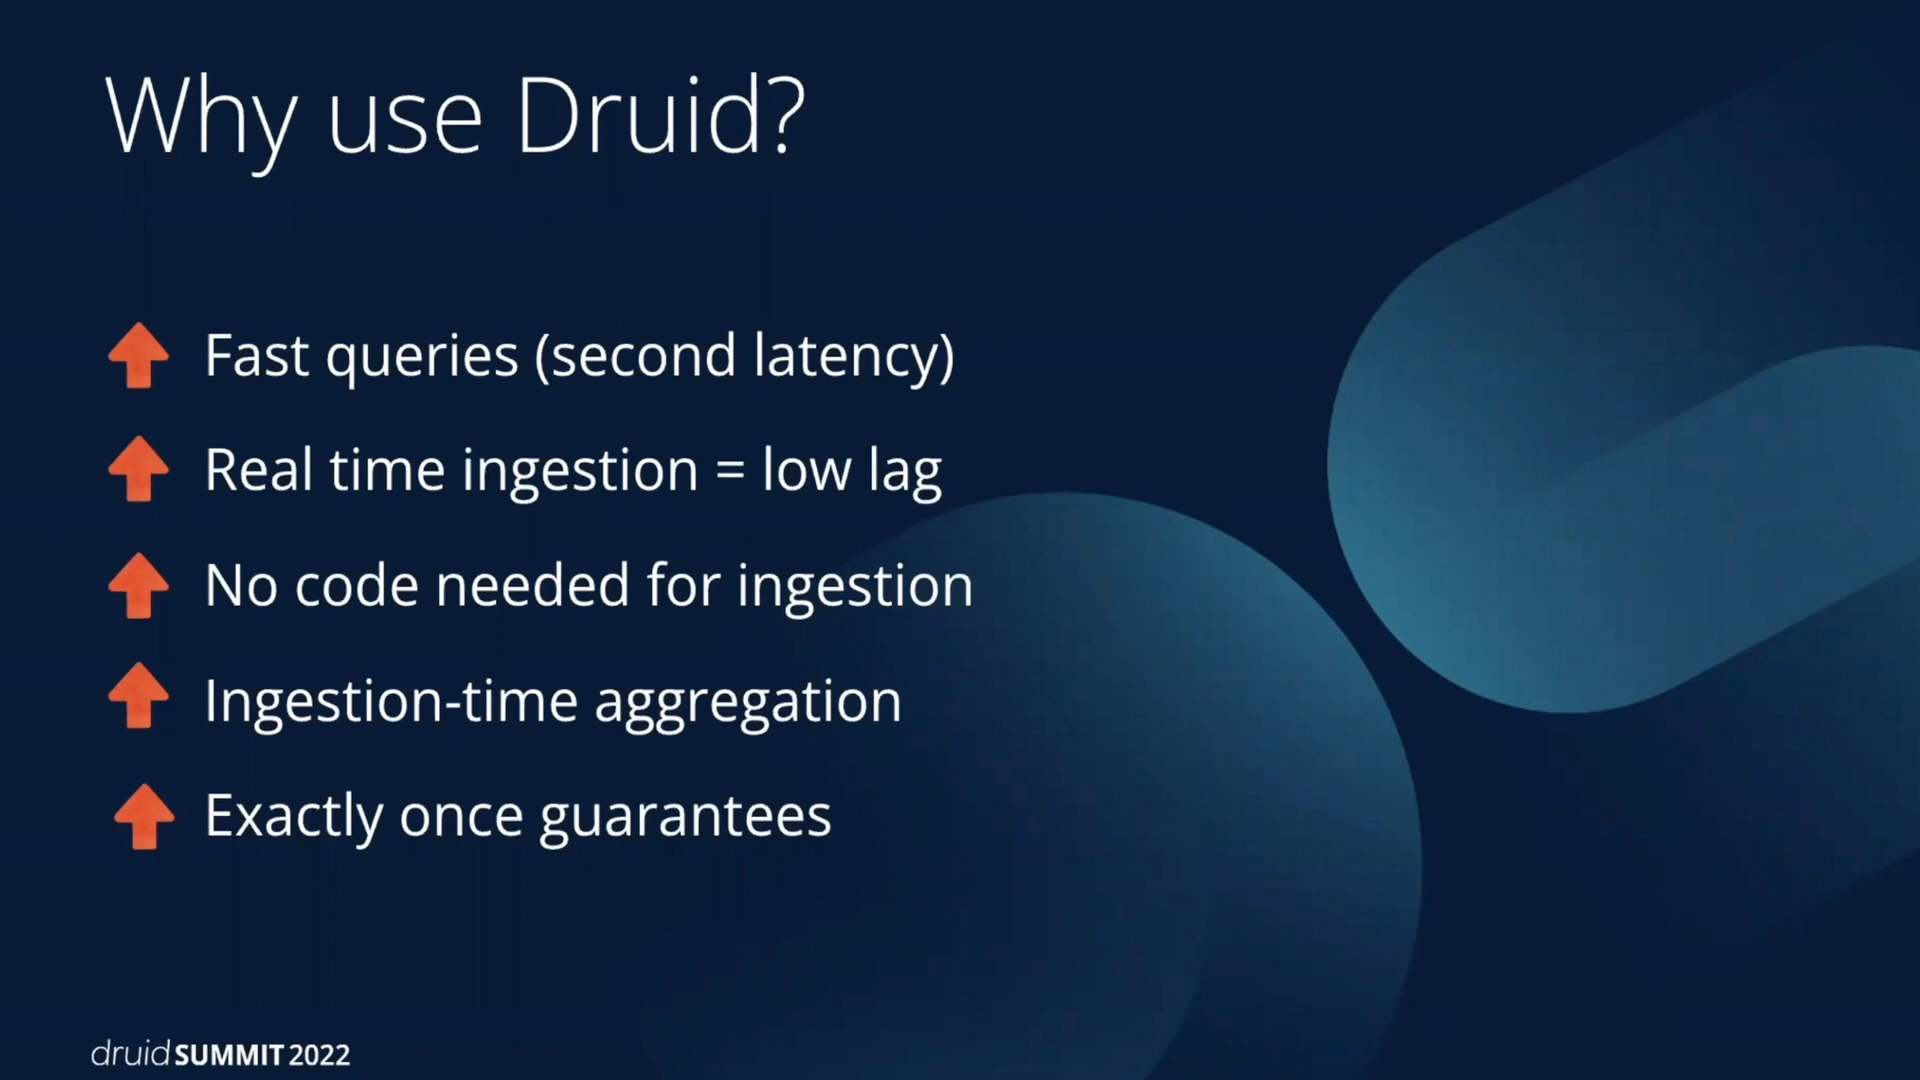 Why use Druid?
Fast queries (second latency)
Real time ingestion = low lag
No code needed for ingestion
Ingestion-time aggregation
Exactly once guarantees
druid SUMMIT 2022